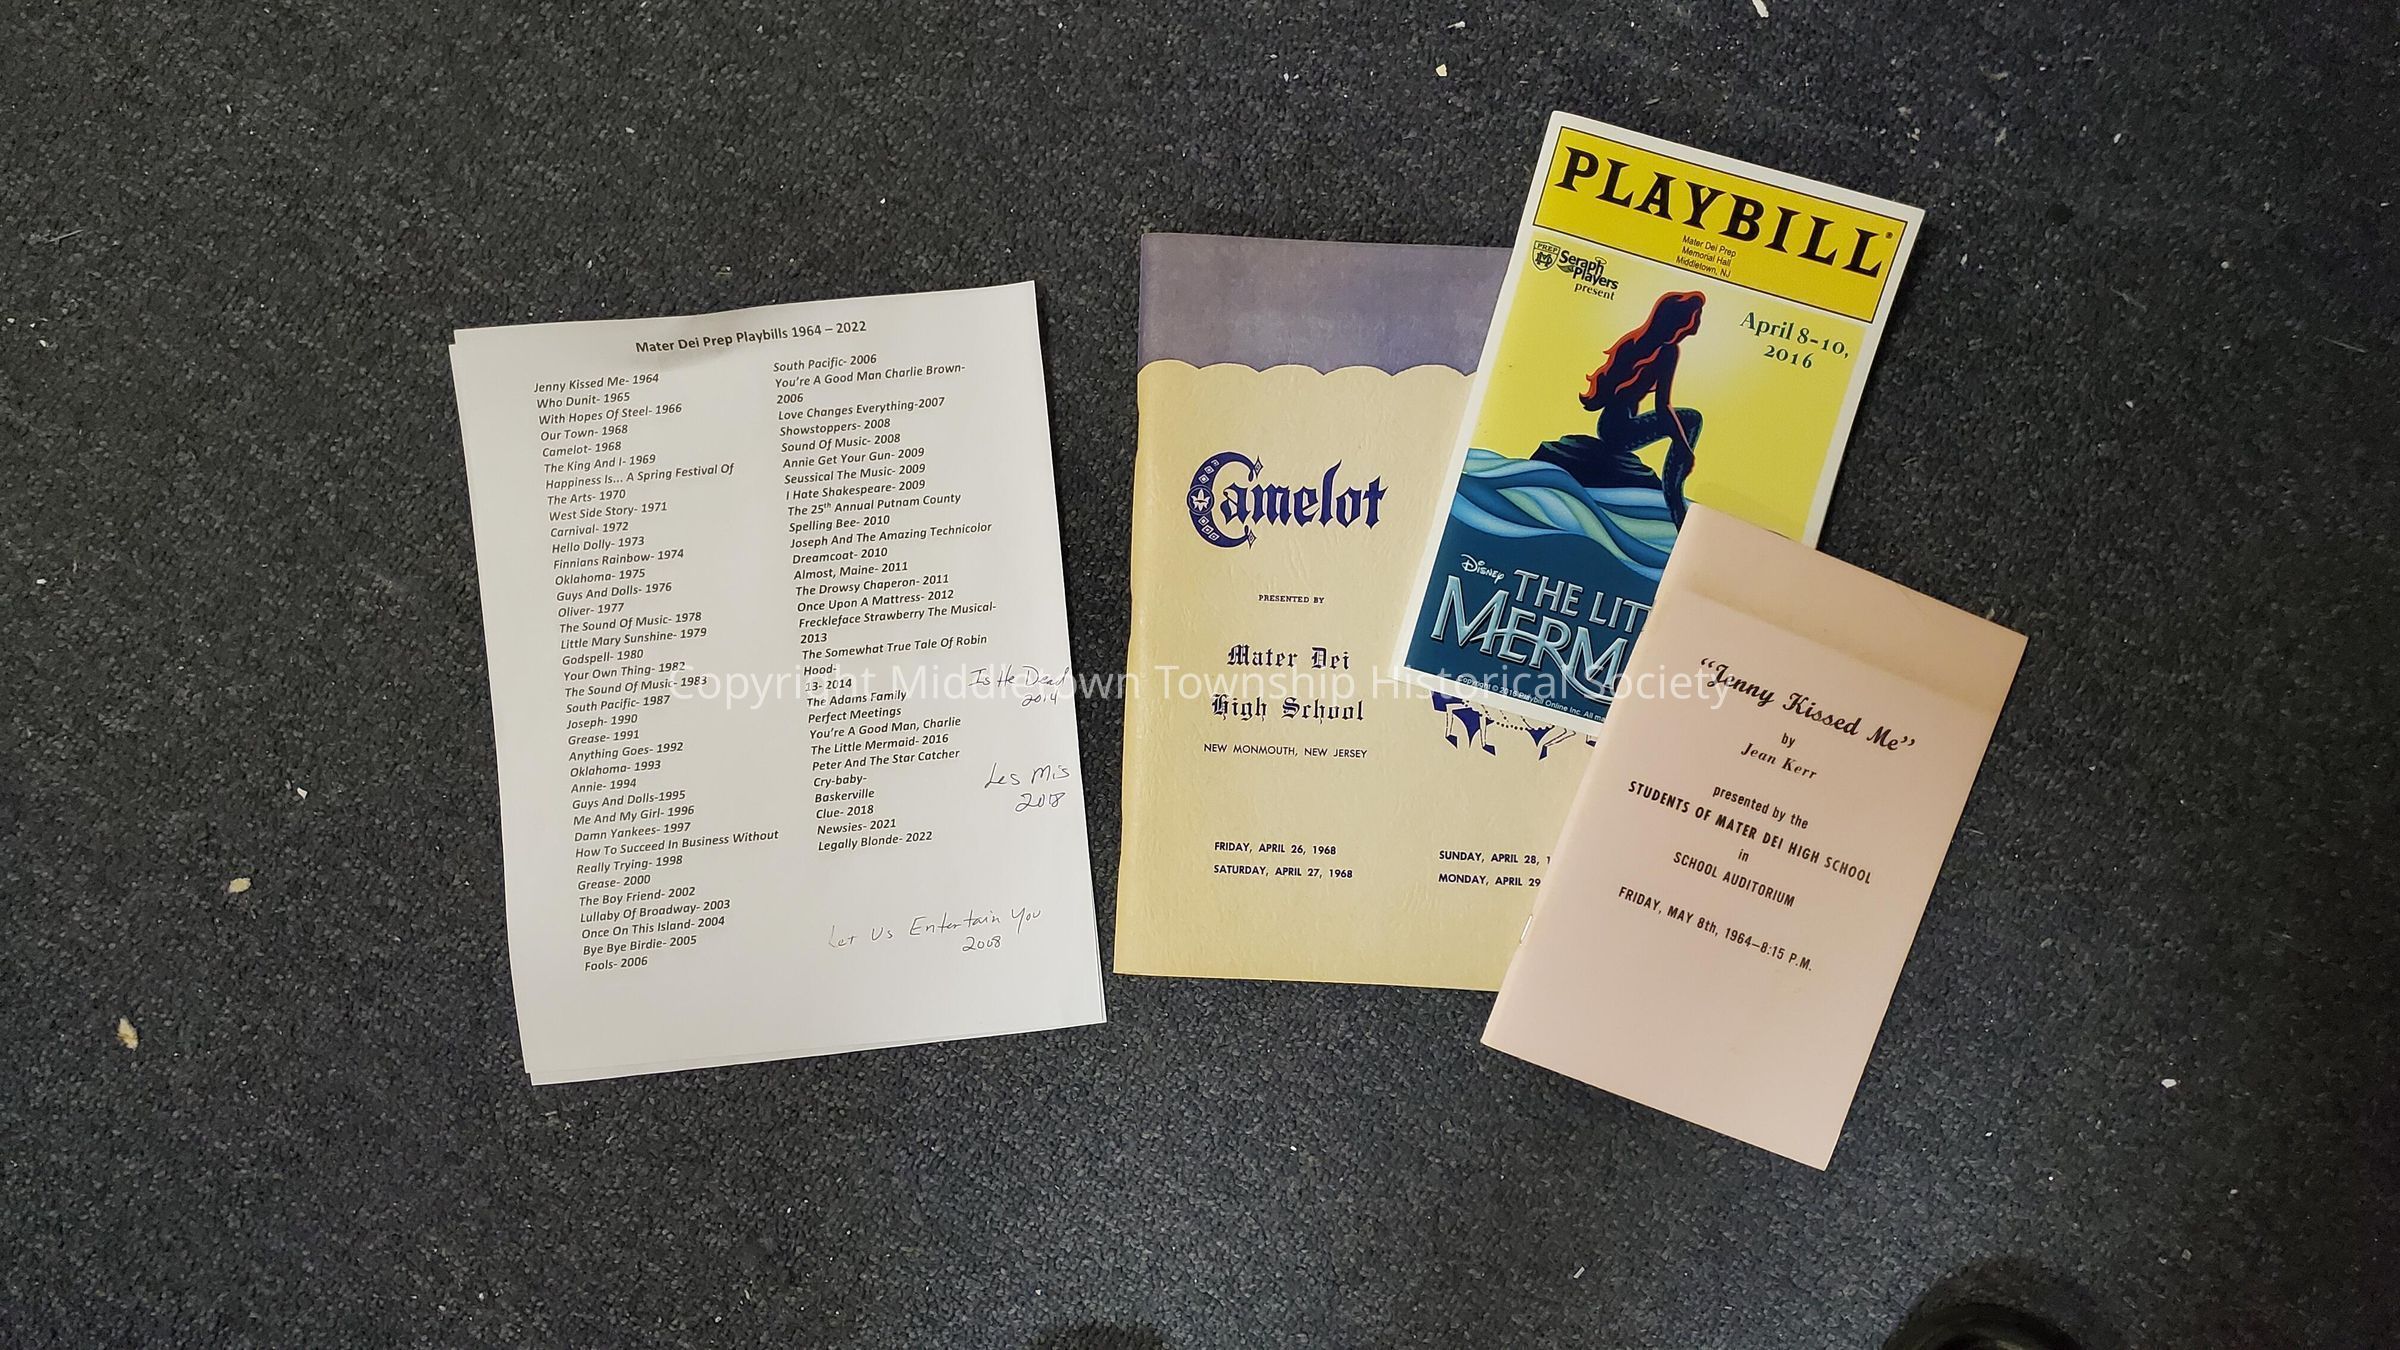 Mater Dei Prep Playbills 1964 – 2022
Jenny Kissed Me- 1964
Who Dunit- 1965
With Hopes Of Steel- 1966
Our Town- 1968
Camelot- 1968
The King And I- 1969
Happiness Is... A Spring Festival Of
The Arts- 1970
West Side Story- 1971
Carnival- 1972
Hello Dolly- 1973
Finnians Rainbow- 1974
Oklahoma- 1975
Guys And Dolls- 1976
Oliver- 1977
The Sound Of Music- 1978
Little Mary Sunshine- 1979
Godspell- 1980
Your Own Thing- 1982
The Sound Of Music- 1983
South Pacific- 1987
Joseph- 1990
Grease- 1991
Anything Goes- 1992
Oklahoma- 1993
Annie- 1994
Guys And Dolls-1995
Me And My Girl- 1996
Damn Yankees- 1997
How To Succeed In Business Without
Really Trying- 1998
Grease- 2000
The Boy Friend- 2002
Lullaby Of Broadway- 2003
Once On This Island- 2004
Bye Bye Birdie- 2005
Fools- 2006
South Pacific- 2006
You're A Good Man Charlie Brown-
2006
Love Changes Everything-2007
Showstoppers- 2008
Sound Of Music- 2008
Annie Get Your Gun- 2009
Seussical The Music- 2009
I Hate Shakespeare- 2009
The 25th Annual Putnam County
Spelling Bee- 2010
Joseph And The Amazing Technicolor
Dreamcoat- 2010
Almost, Maine- 2011
The Drowsy Chaperon- 2011
Once Upon A Mattress- 2012
Freckleface Strawberry The Musical-
2013
The Somewhat True Tale Of Robin
Hood-
13- 2014
The Adams Family
Perfect Meetings
You're A Good Man, Charlie
The Little Mermaid- 2016
Peter And The Star Catcher
Cry-baby-
Baskerville
Clue- 2018
Newsies- 2021
Legally Blonde- 2022
Is He Dead
2014
Les Mis
2018
Let Us Entertain You
2008
Camelot
PRESENTED BY
Mater Dei
High School
NEW MONMOUTH, NEW JERSEY
FRIDAY, APRIL 26, 1968
SATURDAY, APRIL 27, 1968
SUNDAY, APRIL 28, 1
MONDAY, APRIL 29
PLAYBILL®
Mater Dei Prep
Memorial Hall
Middletown, NJ
PREP
Seraph
Players
present
April 8-10,
2016
Disney
THE LIT
MERM
Copyright © 2016 Playbill Online Inc. All
"Jenny Kissed Me"
by
Jean Kerr
presented by the
STUDENTS OF MATER DEI HIGH SCHOOL
in
SCHOOL AUDITORIUM
FRIDAY, MAY 8th, 1964—8:15 P.M.
Copyright Middletown Township Historical Society